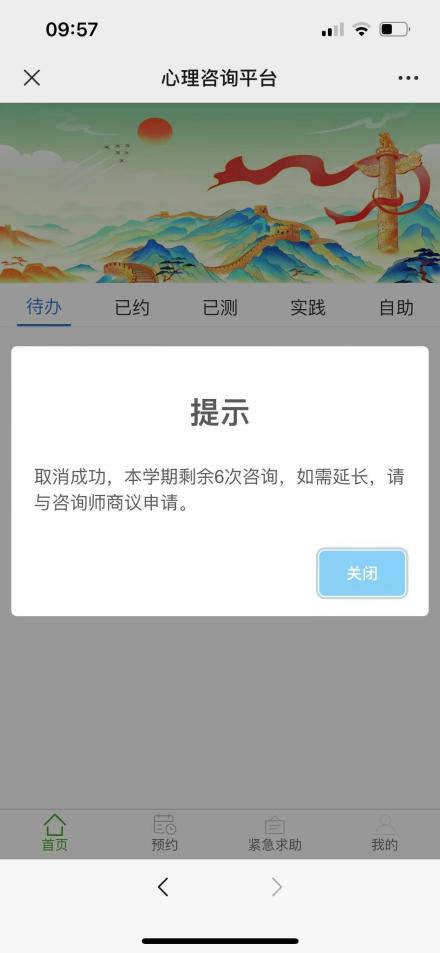 09:57
心理咨询平台
待办 已约 已测 实践 自助
提示
取消成功，本学期剩余6次咨询，如需延长，请
与咨询师商议申请。
关闭
首页 预约 紧急求助 我的